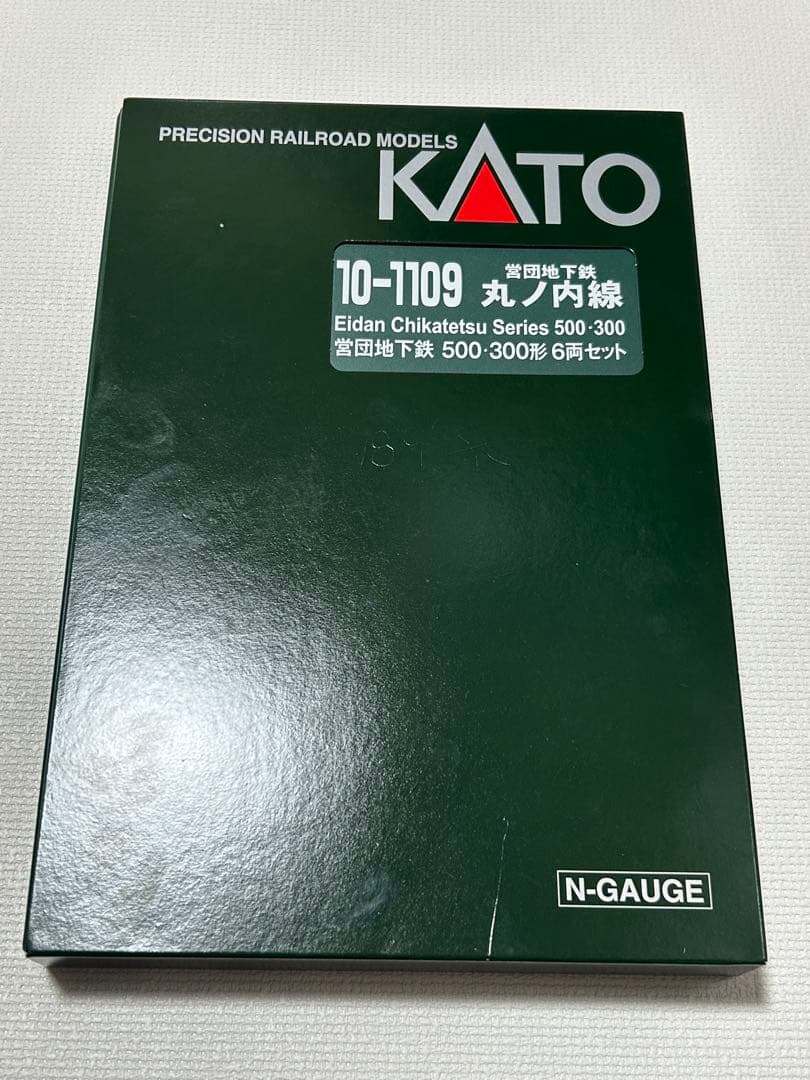 PRECISION RAILROAD MODELS
KATO
10-1109
営団地下鉄
丸ノ内線
Eidan Chikatetsu Series 500・300
営団地下鉄 500・300形 6両セット
N-GAUGE